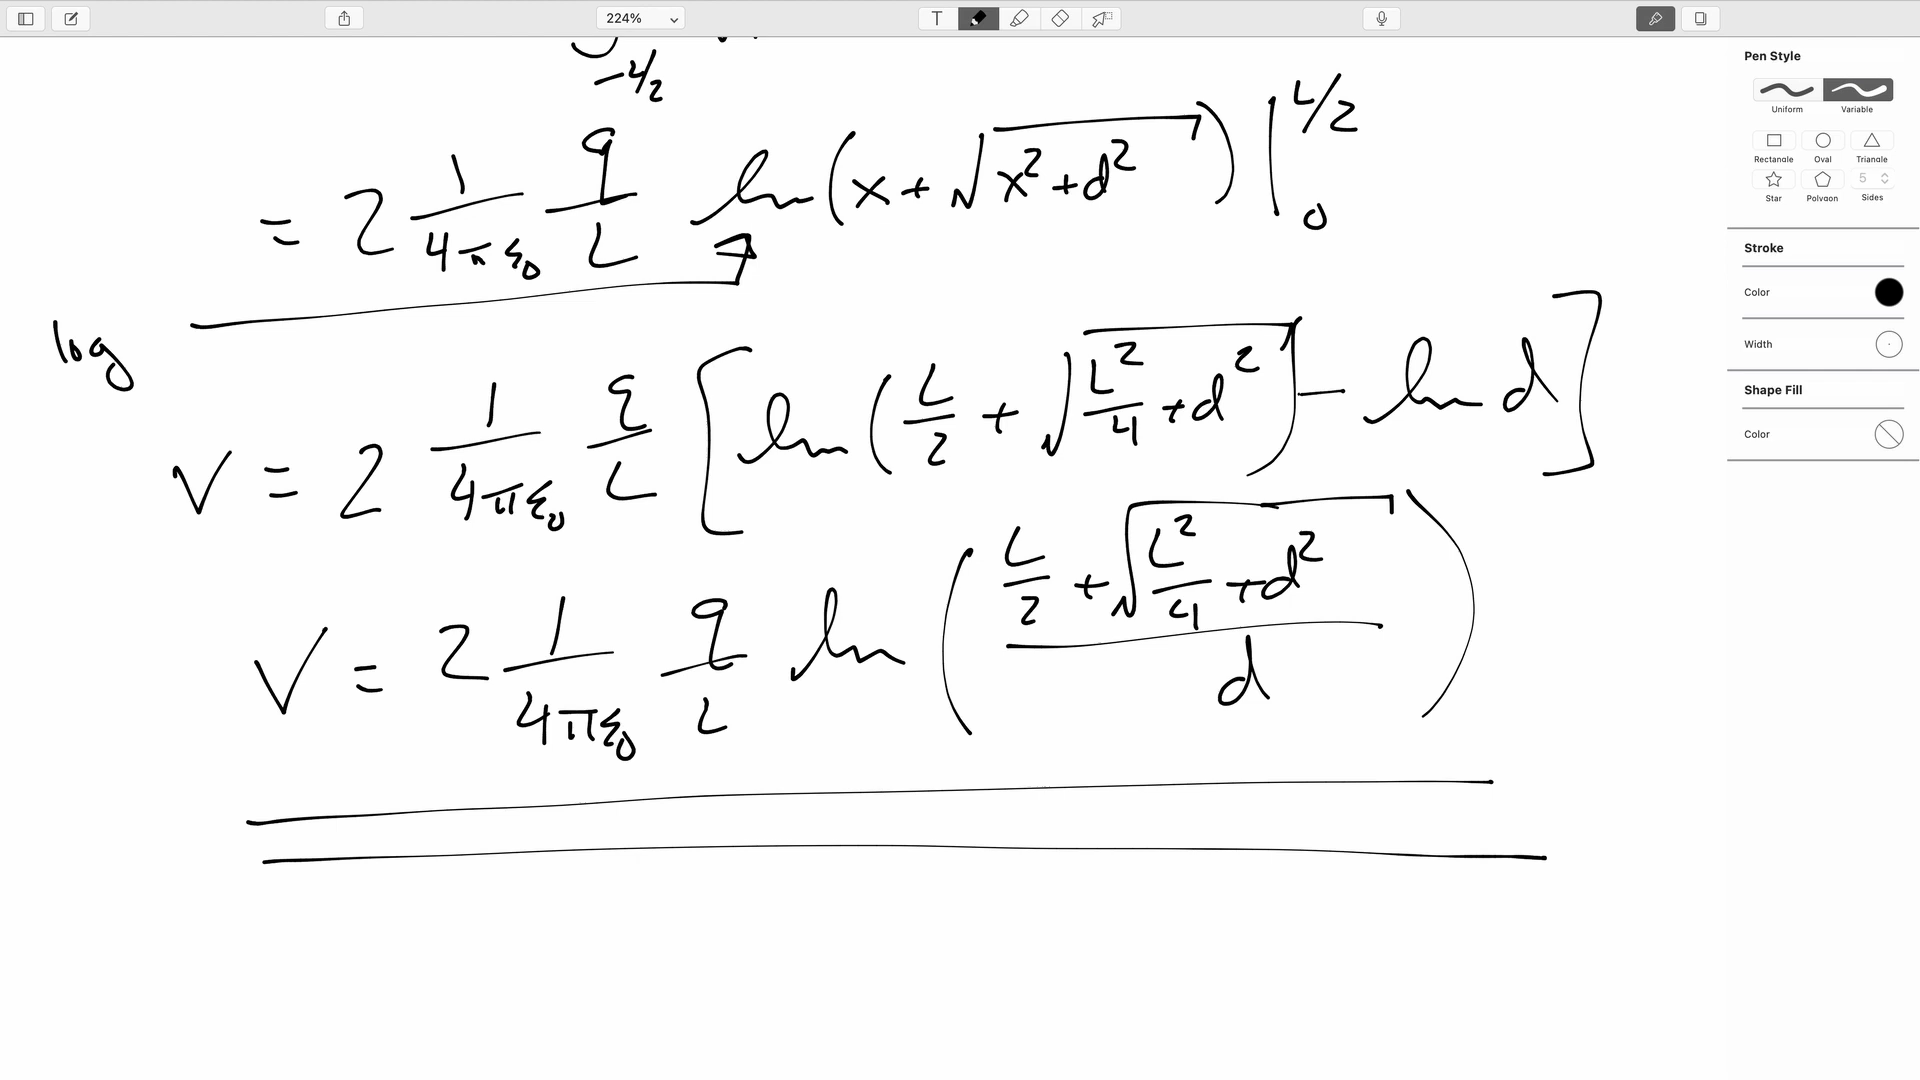 224%
T
Pen Style
Uniform Variable
Rectangle Oval Triangle
Star Polygon 5 Sides
Stroke
Color
Width
Shape Fill
Color
-L/2
= 2 1/(4πε₀) q/L ln(x + √(x² + d²)) |₀^(L/2)
log
V = 2 1/(4πε₀) q/L [ln(L/2 + √(L²/4 + d²)) - ln d]
V = 2 1/(4πε₀) q/L ln((L/2 + √(L²/4 + d²))/d)